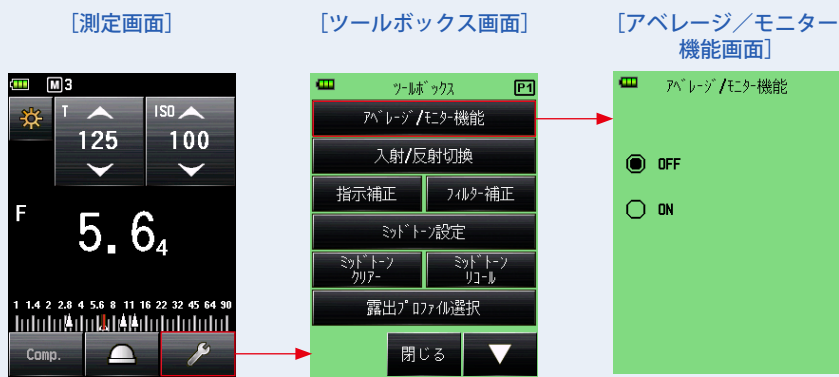 [測定画面]
[ツールボックス画面]
[アベレージ／モニター
機能画面]
M 3
T
125
ISO
100
F
5.6₄
1 1.4 2 2.8 4 5.6 8 11 16 22 32 45 64 90
Comp.
ﾂｰﾙﾎﾞｯｸｽ
P1
ｱﾍﾞﾚｰｼﾞ/ﾓﾆﾀｰ機能
入射/反射切換
指示補正
ﾌｨﾙﾀｰ補正
ﾐｯﾄﾞﾄｰﾝ設定
ﾐｯﾄﾞﾄｰﾝ
ｸﾘｱｰ
ﾐｯﾄﾞﾄｰﾝ
ﾘｺｰﾙ
露出ﾌﾟﾛﾌｧｲﾙ選択
閉じる
ｱﾍﾞﾚｰｼﾞ/ﾓﾆﾀｰ機能
OFF
ON